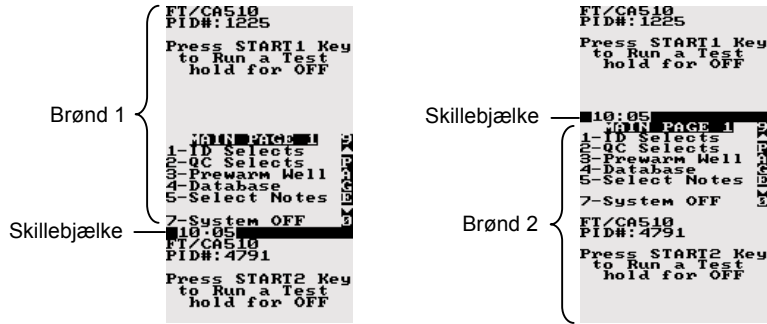 FT/CA510
PID#:1225
Press START1 Key
to Run a Test
hold for OFF
Brønd 1
MAIN PAGE 1 9
1-ID Selects
2-QC Selects P
3-Prewarm Well A
4-Database G
5-Select Notes E
7-System OFF 0
Skillebjælke
10:05
FT/CA510
PID#:4791
Press START2 Key
to Run a Test
hold for OFF
FT/CA510
PID#:1225
Press START1 Key
to Run a Test
hold for OFF
Skillebjælke
10:05
MAIN PAGE 1 9
1-ID Selects
2-QC Selects P
3-Prewarm Well A
4-Database G
5-Select Notes E
7-System OFF 0
Brønd 2
FT/CA510
PID#:4791
Press START2 Key
to Run a Test
hold for OFF